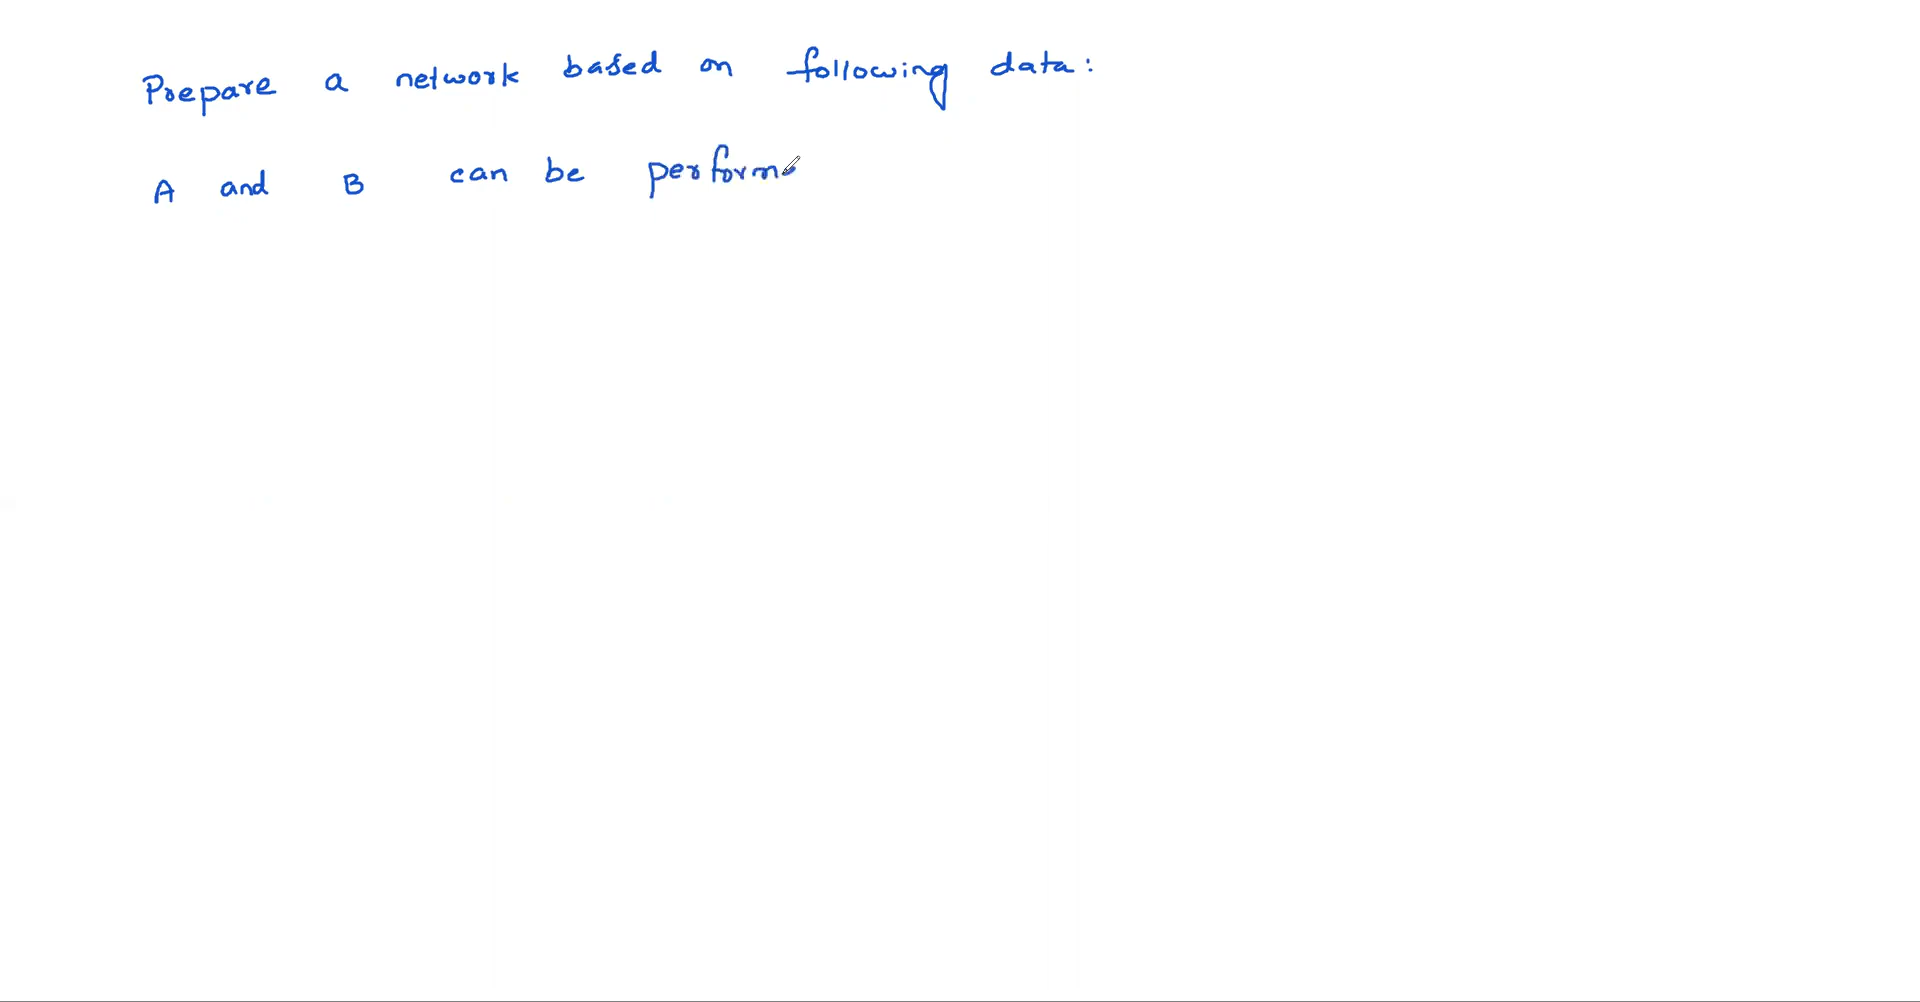 Prepare a network based on following data:
A and B can be perform